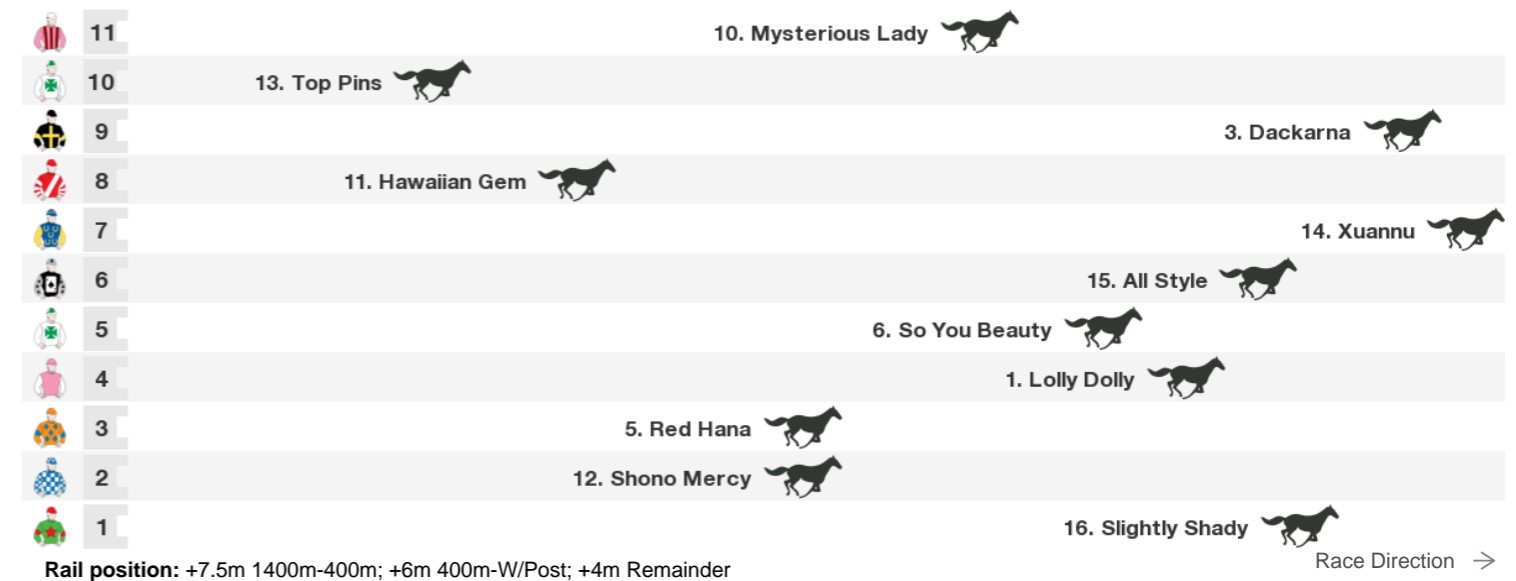 11 10. Mysterious Lady
10 13. Top Pins
9 3. Dackarna
8 11. Hawaiian Gem
7 14. Xuannu
6 15. All Style
5 6. So You Beauty
4 1. Lolly Dolly
3 5. Red Hana
2 12. Shono Mercy
1 16. Slightly Shady
Race Direction →
Rail position: +7.5m 1400m-400m; +6m 400m-W/Post; +4m Remainder